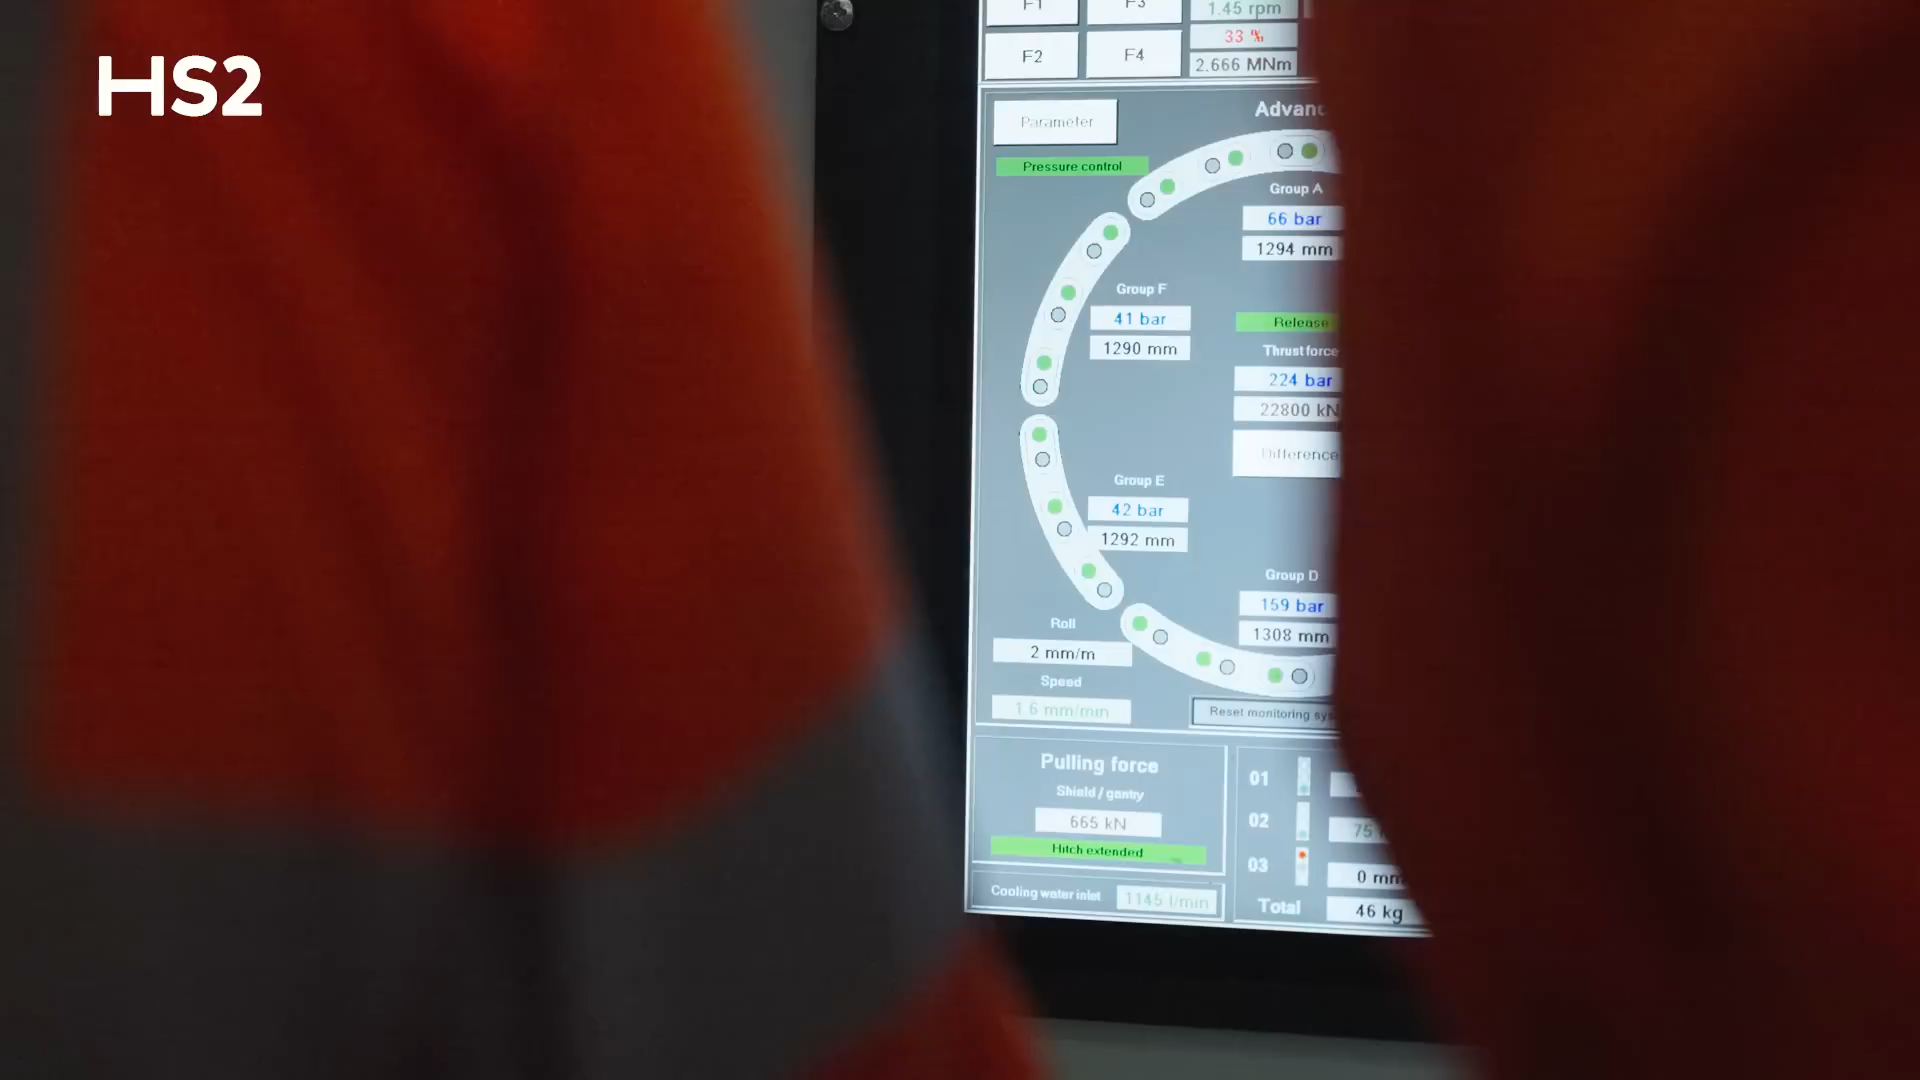 HS2
F1
F3
1.45 rpm
33 %
F2
F4
2.666 MNm
Parameter
Advanc
Pressure control
Group A
66 bar
1294 mm
Group F
41 bar
1290 mm
Release
Thrust force
224 bar
22800 kN
Difference
Group E
42 bar
1292 mm
Group D
159 bar
1308 mm
Roll
2 mm/m
Speed
1.6 mm/min
Reset monitoring sys
Pulling force
Shield / gantry
665 kN
Hitch extended
Cooling water inlet
1145 l/min
01
02
75
03
0 mm
Total
46 kg